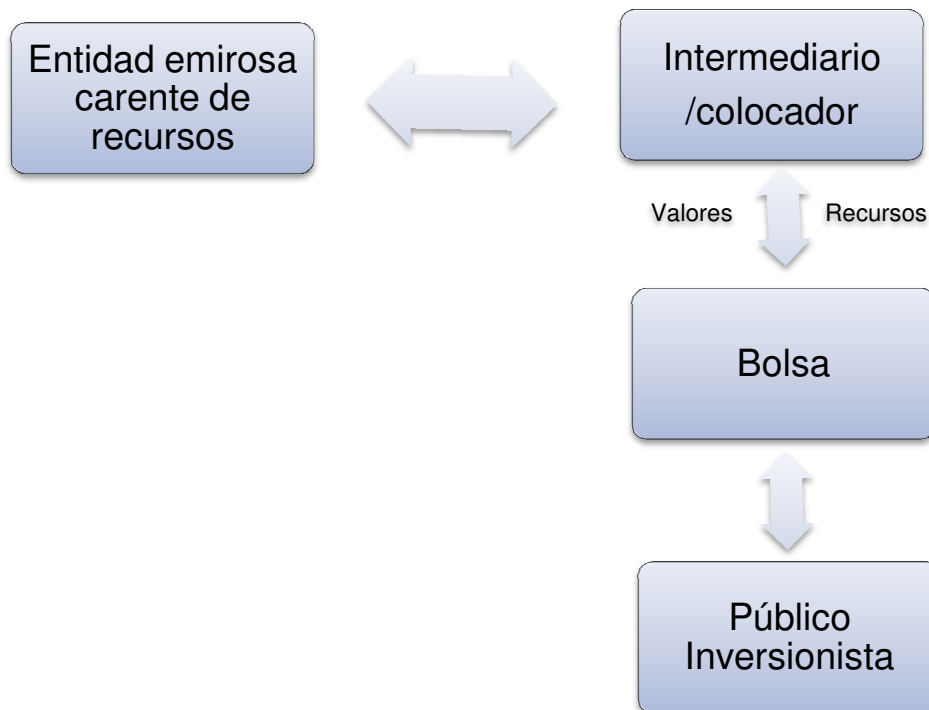 Entidad emirosa
carente de
recursos
Intermediario
/colocador
Valores
Recursos
Bolsa
Público
Inversionista